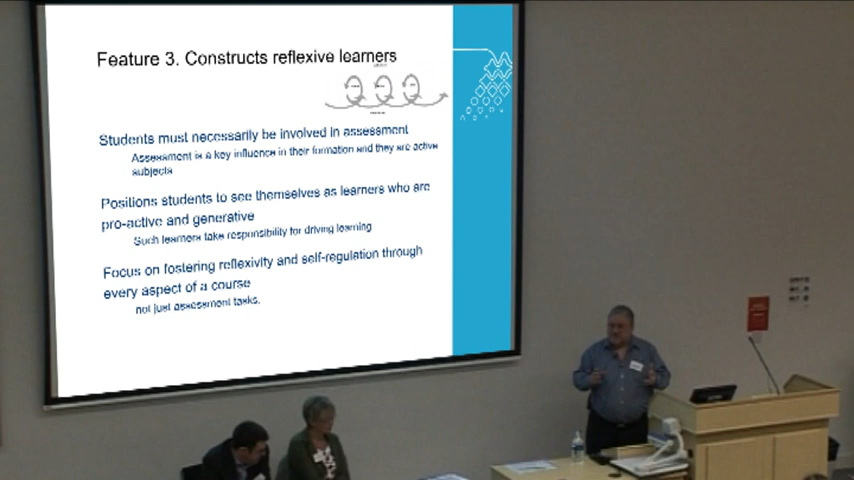 Feature 3. Constructs reflexive learners
Students must necessarily be involved in assessment
Assessment is a key influence in their formation and they are active
subjects
Positions students to see themselves as learners who are
pro-active and generative
Such learners take responsibility for driving learning
Focus on fostering reflexivity and self-regulation through
every aspect of a course
not just assessment tasks.